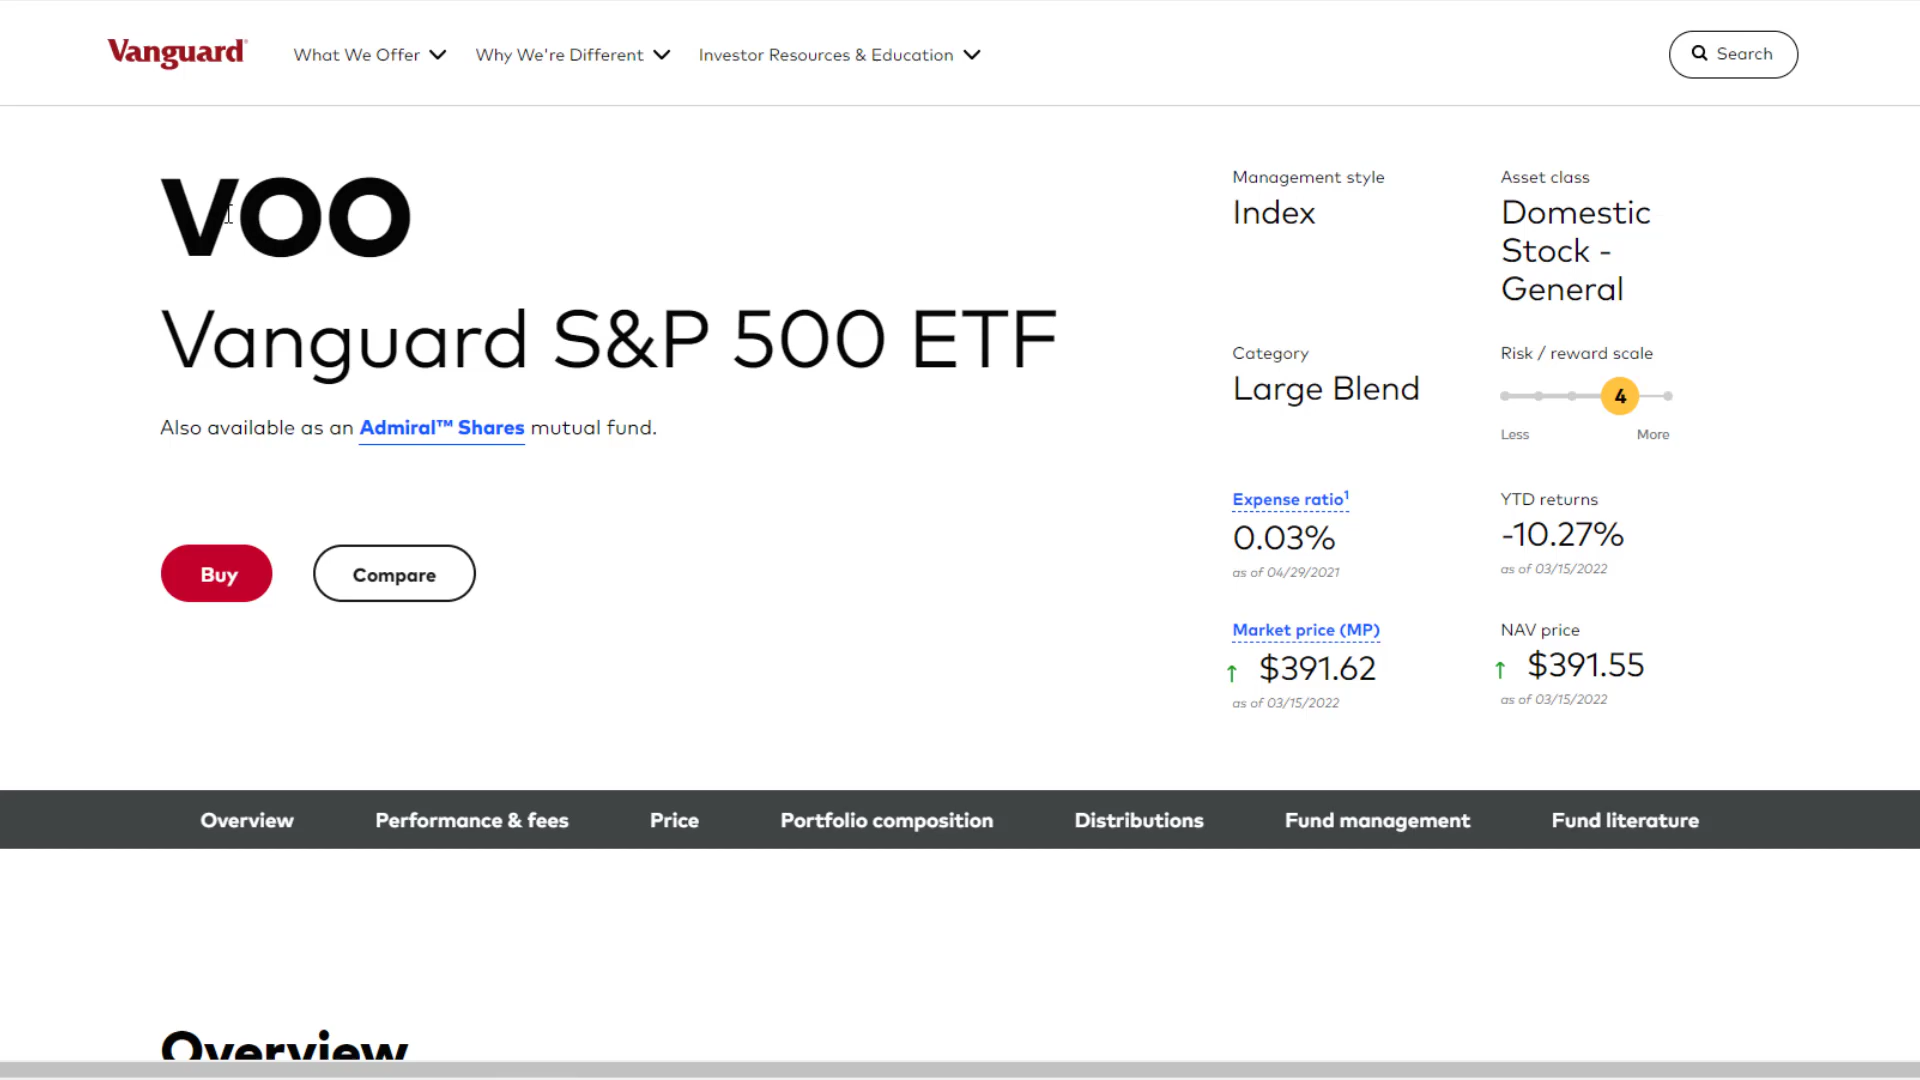 Vanguard
What We Offer
Why We're Different
Investor Resources & Education
Search
VOO
Vanguard S&P 500 ETF
Also available as an Admiral™ Shares mutual fund.
Buy
Compare
Management style
Index
Asset class
Domestic
Stock -
General
Category
Large Blend
Risk / reward scale
4
Less
More
Expense ratio¹
0.03%
as of 04/29/2021
YTD returns
-10.27%
as of 03/15/2022
Market price (MP)
↑ $391.62
as of 03/15/2022
NAV price
↑ $391.55
as of 03/15/2022
Overview
Performance & fees
Price
Portfolio composition
Distributions
Fund management
Fund literature
Overview